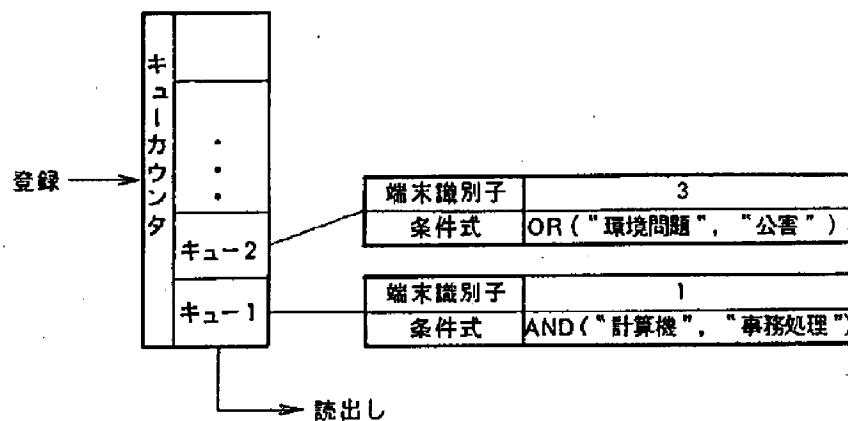 キューカウンタ
登録
端末識別子 3
条件式 OR("環境問題", "公害")
キュー2
端末識別子 1
条件式 AND("計算機", "事務処理")
キュー1
読出し